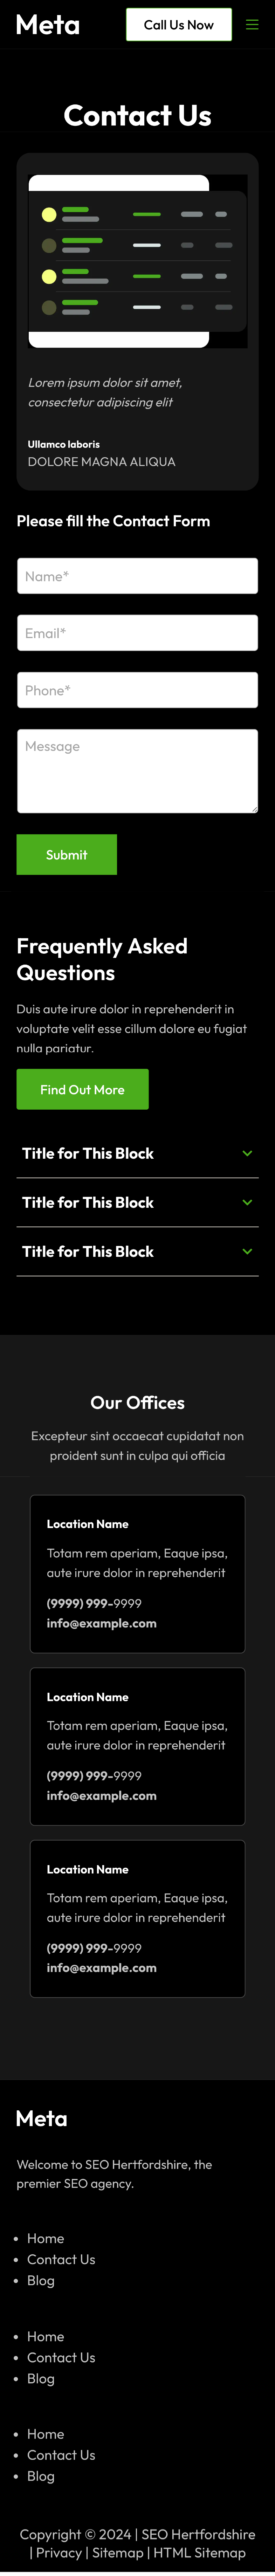 Meta
Call Us Now
Contact Us
Lorem ipsum dolor sit amet,
consectetur adipiscing elit
Ullamco laboris
DOLORE MAGNA ALIQUA
Please fill the Contact Form
Name*
Email*
Phone*
Message
Submit
Frequently Asked
Questions
Duis aute irure dolor in reprehenderit in
voluptate velit esse cillum dolore eu fugiat
nulla pariatur.
Find Out More
Title for This Block
Title for This Block
Title for This Block
Our Offices
Excepteur sint occaecat cupidatat non
proident sunt in culpa qui officia
Location Name
Totam rem aperiam, Eaque ipsa,
aute irure dolor in reprehenderit
(9999) 999-9999
info@example.com
Location Name
Totam rem aperiam, Eaque ipsa,
aute irure dolor in reprehenderit
(9999) 999-9999
info@example.com
Location Name
Totam rem aperiam, Eaque ipsa,
aute irure dolor in reprehenderit
(9999) 999-9999
info@example.com
Meta
Welcome to SEO Hertfordshire, the
premier SEO agency.
• Home
• Contact Us
• Blog
• Home
• Contact Us
• Blog
• Home
• Contact Us
• Blog
Copyright © 2024 | SEO Hertfordshire
| Privacy | Sitemap | HTML Sitemap